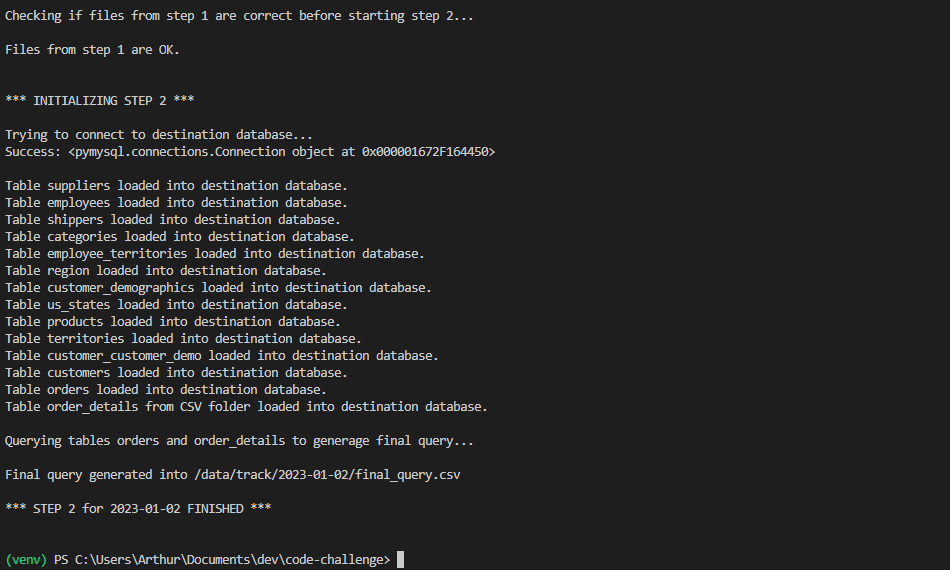 Checking if files from step 1 are correct before starting step 2...
Files from step 1 are OK.
*** INITIALIZING STEP 2 ***
Trying to connect to destination database...
Success: <pymysql.connections.Connection object at 0x000001672F164450>
Table suppliers loaded into destination database.
Table employees loaded into destination database.
Table shippers loaded into destination database.
Table categories loaded into destination database.
Table employee_territories loaded into destination database.
Table region loaded into destination database.
Table customer_demographics loaded into destination database.
Table us_states loaded into destination database.
Table products loaded into destination database.
Table territories loaded into destination database.
Table customer_customer_demo loaded into destination database.
Table customers loaded into destination database.
Table orders loaded into destination database.
Table order_details from CSV folder loaded into destination database.
Querying tables orders and order_details to generage final query...
Final query generated into /data/track/2023-01-02/final_query.csv
*** STEP 2 for 2023-01-02 FINISHED ***
(venv) PS C:\Users\Arthur\Documents\dev\code-challenge>